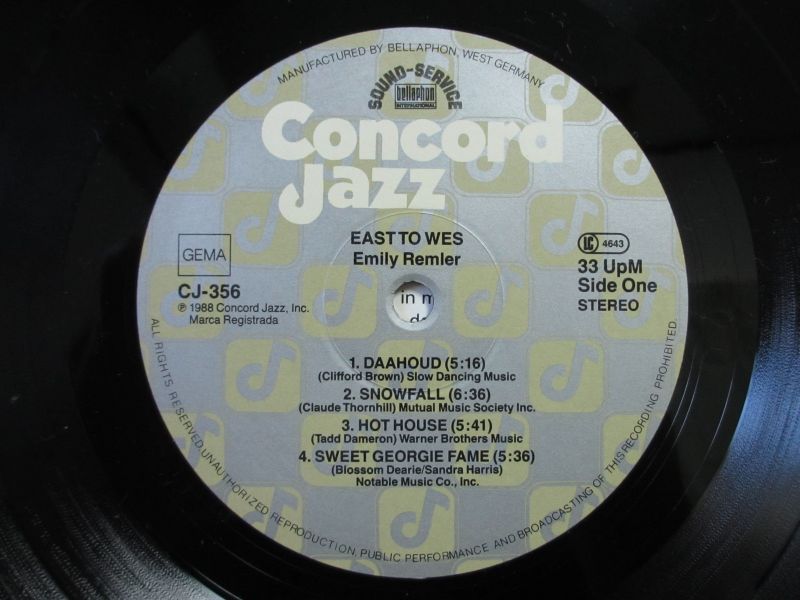 MANUFACTURED BY BELLAPHON, WEST GERMANY
SOUND-SERVICE
bellaphon
INTERNATIONAL
Concord
Jazz
EAST TO WES
Emily Remler
GEMA
CJ-356
℗ 1988 Concord Jazz, Inc.
Marca Registrada
LC 4643
33 UpM
Side One
STEREO
in m
1. DAAHOUD (5:16)
(Clifford Brown) Slow Dancing Music
2. SNOWFALL (6:36)
(Claude Thornhill) Mutual Music Society Inc.
3. HOT HOUSE (5:41)
(Tadd Dameron) Warner Brothers Music
4. SWEET GEORGIE FAME (5:36)
(Blossom Dearie/Sandra Harris)
Notable Music Co., Inc.
ALL RIGHTS RESERVED. UNAUTHORIZED REPRODUCTION, PUBLIC PERFORMANCE AND BROADCASTING OF THIS RECORDING PROHIBITED.